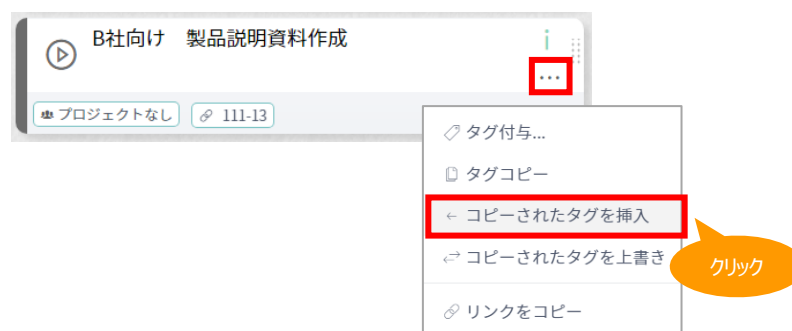 B社向け　製品説明資料作成
プロジェクトなし
111-13
タグ付与...
タグコピー
コピーされたタグを挿入
コピーされたタグを上書き
クリック
リンクをコピー